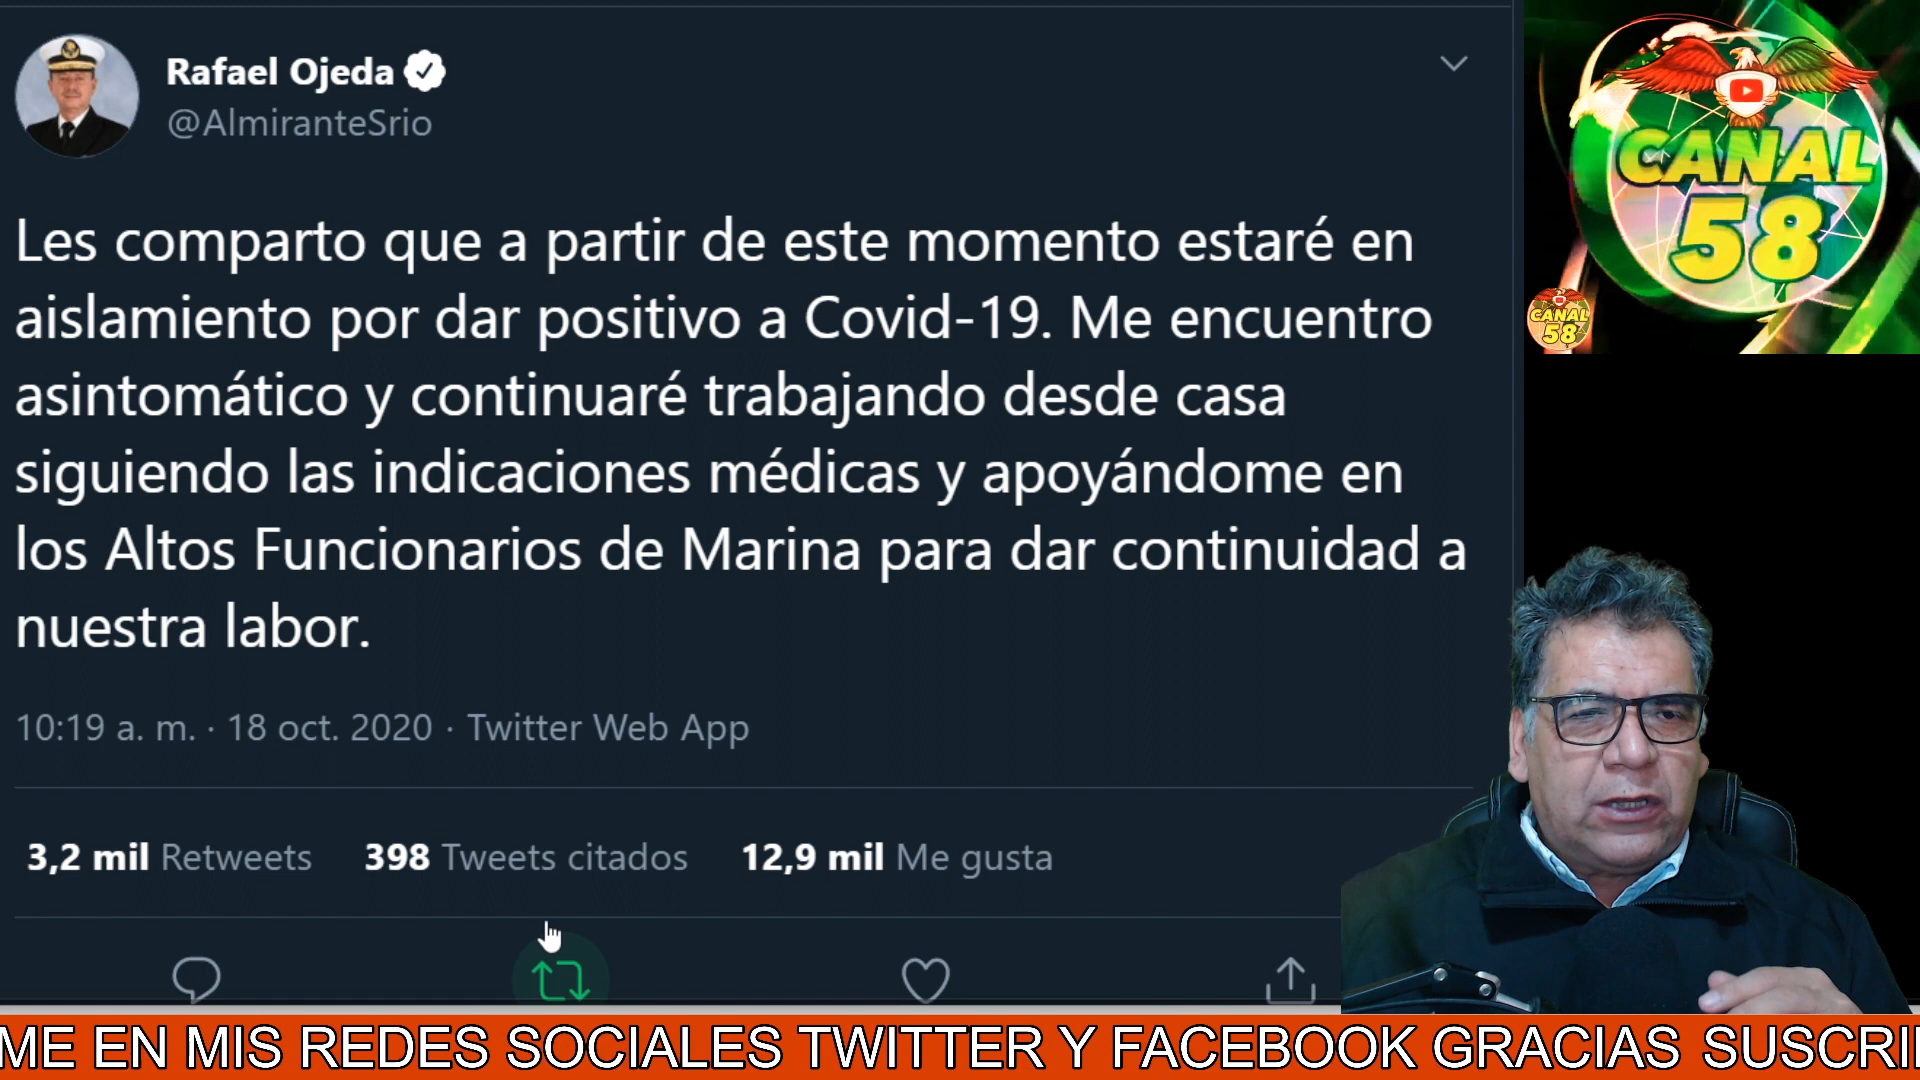 Rafael Ojeda
@AlmiranteSrio
Les comparto que a partir de este momento estaré en
aislamiento por dar positivo a Covid-19. Me encuentro
asintomático y continuaré trabajando desde casa
siguiendo las indicaciones médicas y apoyándome en
los Altos Funcionarios de Marina para dar continuidad a
nuestra labor.
10:19 a. m. · 18 oct. 2020 · Twitter Web App
3,2 mil Retweets 398 Tweets citados 12,9 mil Me gusta
CANAL
58
CANAL
58
ME EN MIS REDES SOCIALES TWITTER Y FACEBOOK GRACIAS SUSCRI